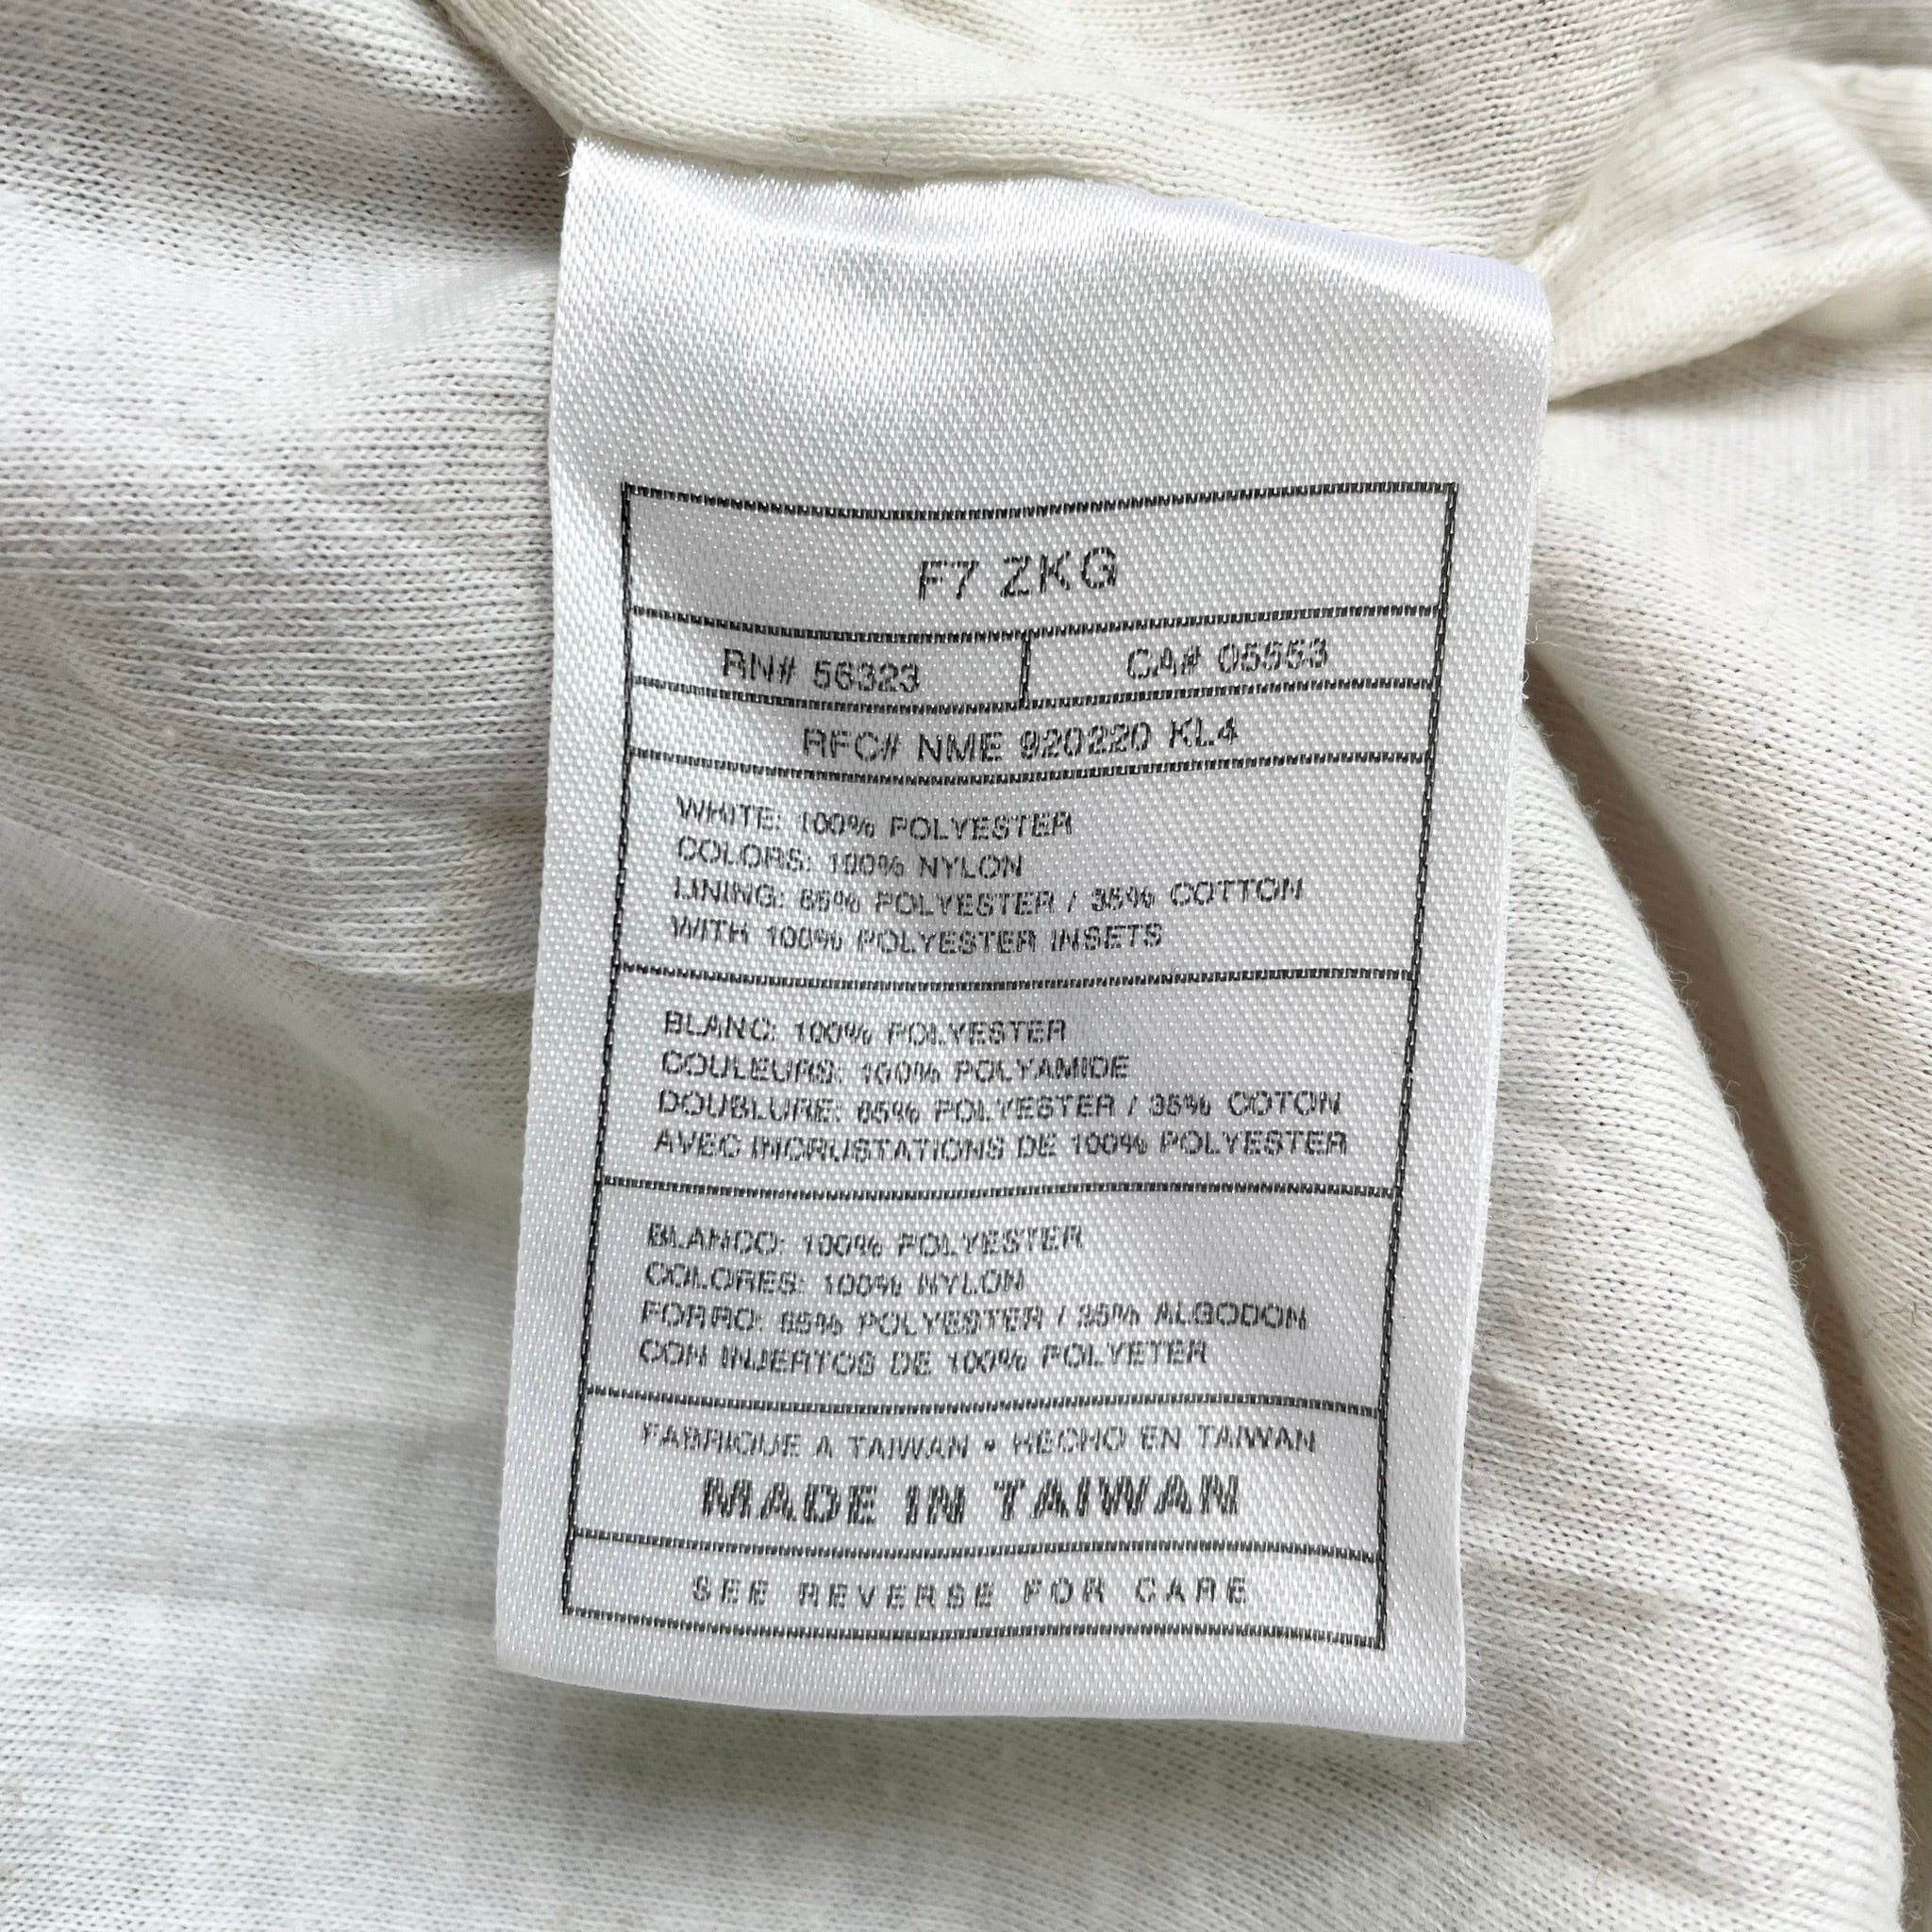 F7 ZKG
RN# 56323 CA# 05553
RFC# NME 920220 KL4
WHITE: 100% POLYESTER
COLORS: 100% NYLON
LINING: 65% POLYESTER / 35% COTTON
WITH 100% POLYESTER INSETS
BLANC: 100% POLYESTER
COULEURS: 100% POLYAMIDE
DOUBLURE: 65% POLYESTER / 35% COTON
AVEC INCRUSTATIONS DE 100% POLYESTER
BLANCO: 100% POLYESTER
COLORES: 100% NYLON
FORRO: 65% POLYESTER / 35% ALGODON
CON INJERTOS DE 100% POLYETER
FABRIQUE A TAIWAN • HECHO EN TAIWAN
MADE IN TAIWAN
SEE REVERSE FOR CARE